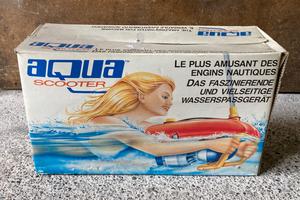 AQUA
SCOOTER
LE PLUS AMUSANT DES
ENGINS NAUTIQUES
DAS FASZINIERENDE
UND VIELSEITIGE
WASSERSPASSGERÄT